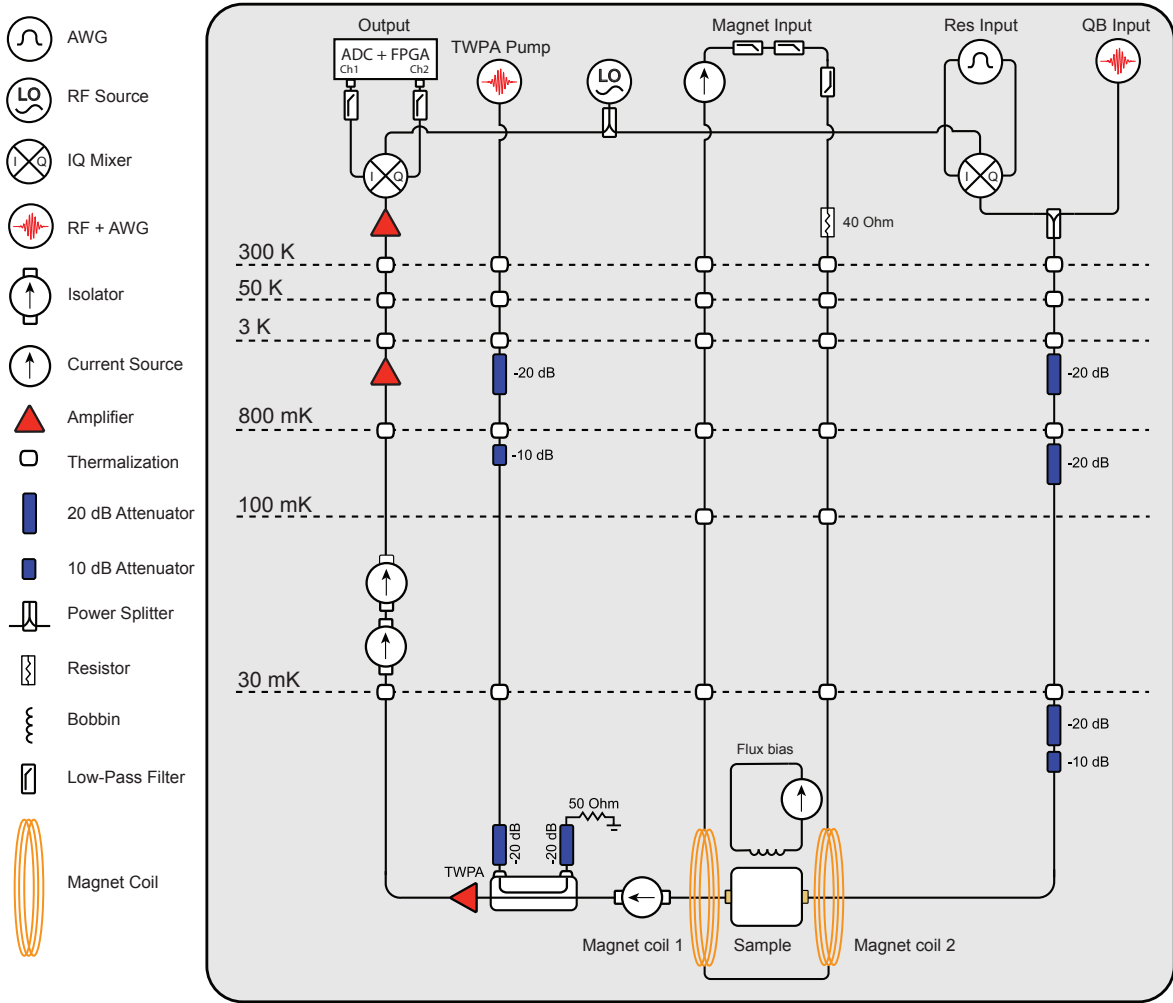 AWG
LO
RF Source
I Q
IQ Mixer
RF + AWG
Isolator
Current Source
Amplifier
Thermalization
20 dB Attenuator
10 dB Attenuator
Power Splitter
Resistor
Bobbin
Low-Pass Filter
Magnet Coil
Output
ADC + FPGA
Ch1 Ch2
TWPA Pump
LO
Magnet Input
Res Input
QB Input
I Q
I Q
40 Ohm
300 K
50 K
3 K
-20 dB
-20 dB
800 mK
-10 dB
-20 dB
100 mK
30 mK
-20 dB
-10 dB
Flux bias
50 Ohm
-20 dB
-20 dB
TWPA
Magnet coil 1
Sample
Magnet coil 2